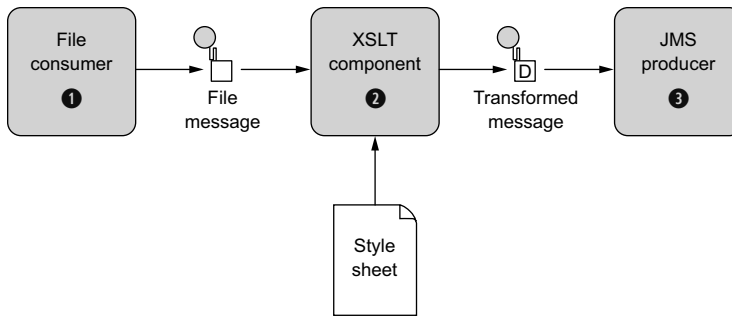 File
consumer
1
File
message
XSLT
component
2
D
Transformed
message
JMS
producer
3
Style
sheet